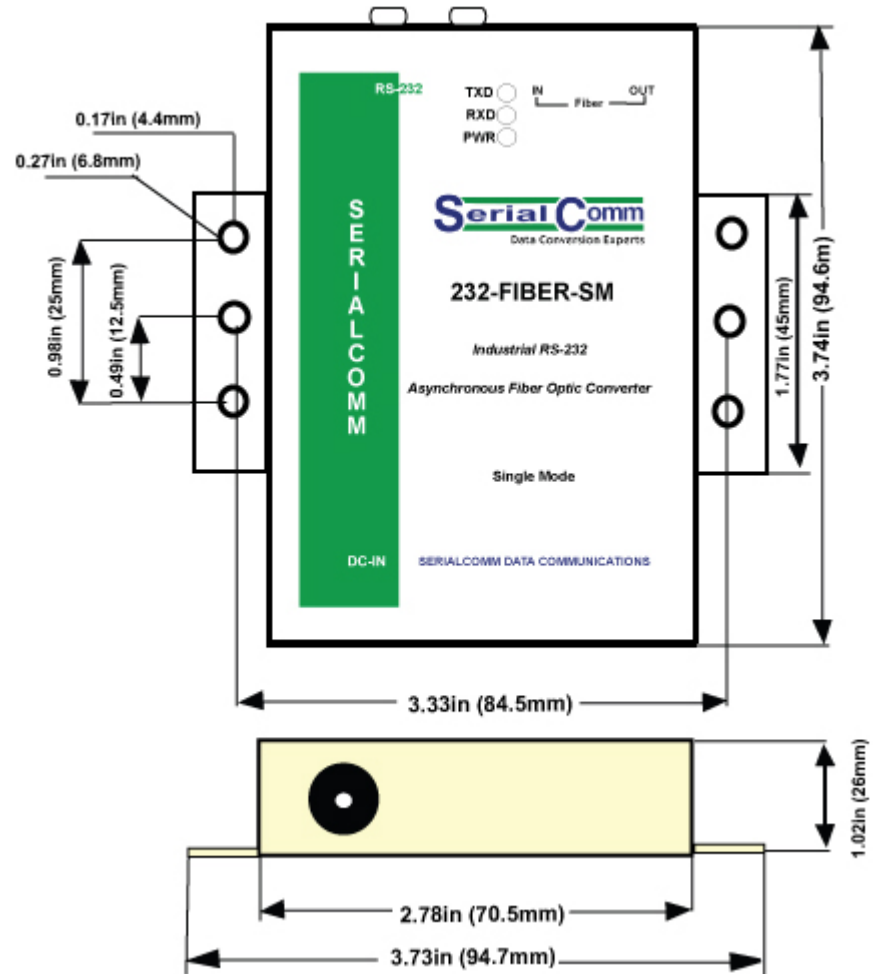 RS-232
TXD
IN
OUT
Fiber
RXD
PWR
0.17in (4.4mm)
0.27in (6.8mm)
SERIALCOMM
Serial Comm
Data Conversion Experts
232-FIBER-SM
Industrial RS-232
Asynchronous Fiber Optic Converter
Single Mode
DC-IN
SERIALCOMM DATA COMMUNICATIONS
0.98in (25mm)
0.49in (12.5mm)
1.77in (45mm)
3.74in (94.6m)
3.33in (84.5mm)
1.02in (26mm)
2.78in (70.5mm)
3.73in (94.7mm)